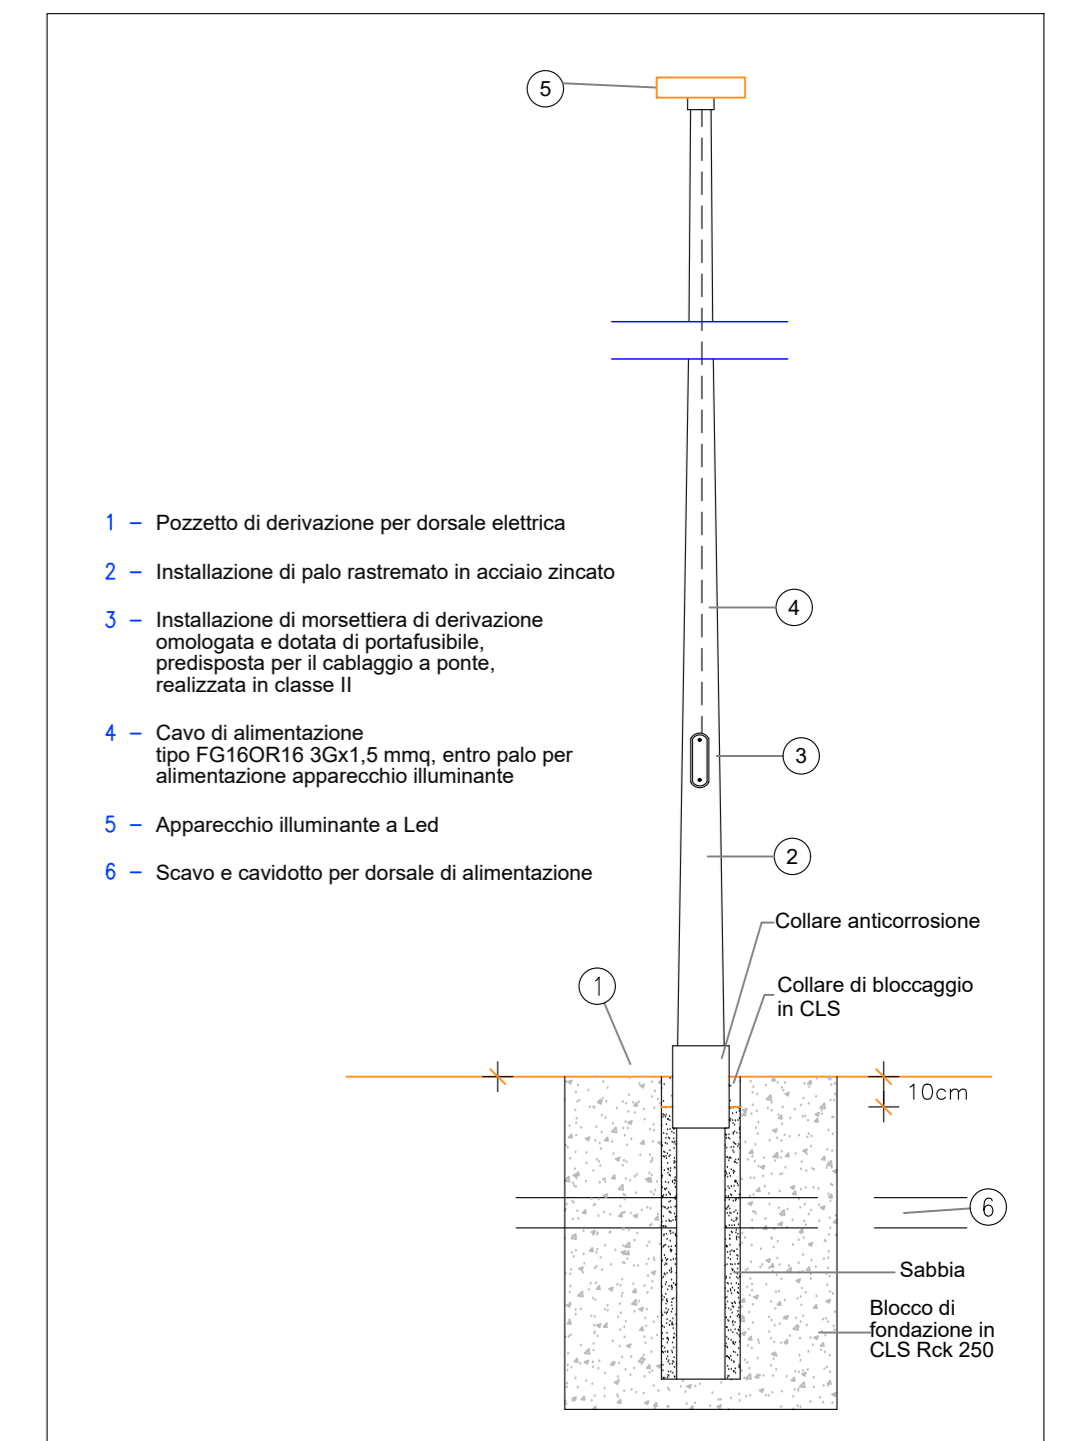 5
1 – Pozzetto di derivazione per dorsale elettrica
2 – Installazione di palo rastremato in acciaio zincato
3 – Installazione di morsettiera di derivazione
omologata e dotata di portafusibile,
predisposta per il cablaggio a ponte,
realizzata in classe II
4 – Cavo di alimentazione
tipo FG16OR16 3Gx1,5 mmq, entro palo per
alimentazione apparecchio illuminante
5 – Apparecchio illuminante a Led
6 – Scavo e cavidotto per dorsale di alimentazione
4
3
2
Collare anticorrosione
1
Collare di bloccaggio
in CLS
10cm
6
Sabbia
Blocco di
fondazione in
CLS Rck 250